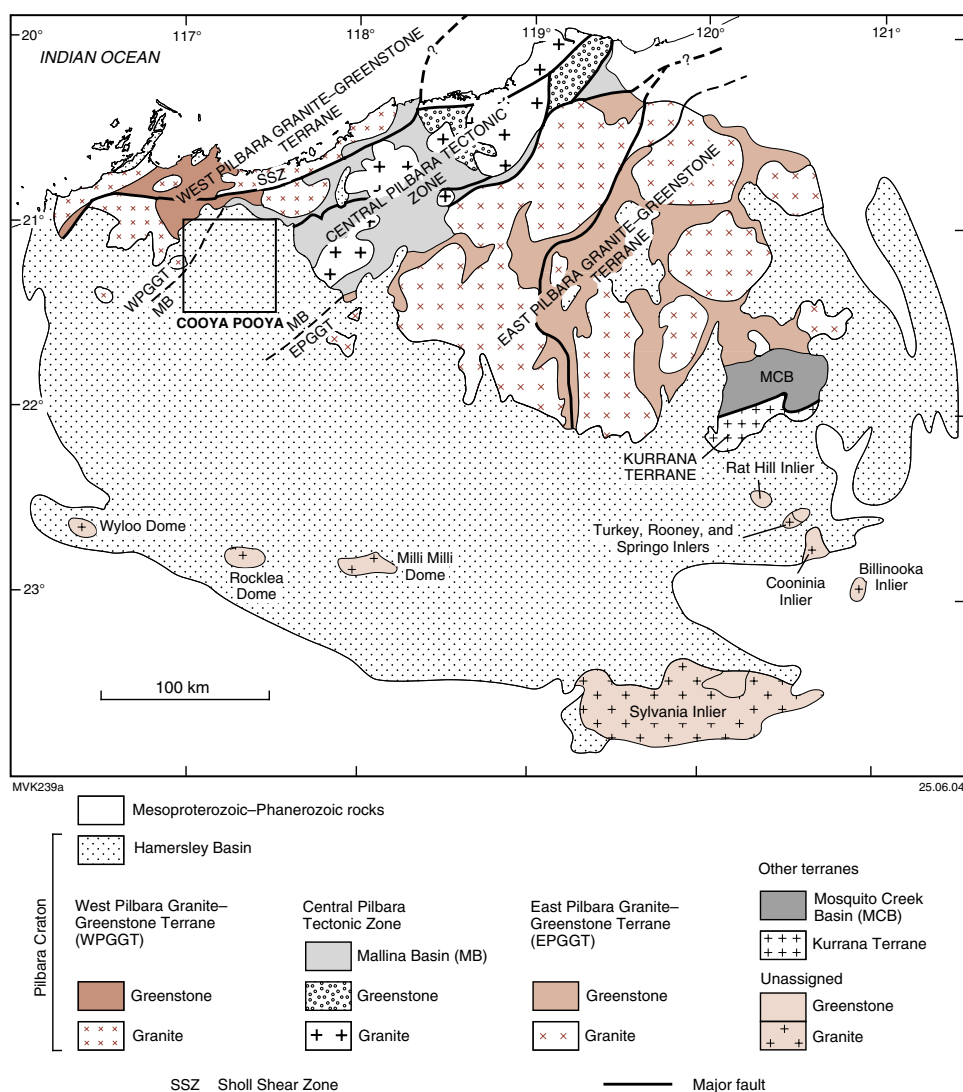 20°
117°
118°
119°
120°
121°
INDIAN OCEAN
?
?
WEST PILBARA GRANITE–GREENSTONE
TERRANE
SSZ
CENTRAL PILBARA TECTONIC
ZONE
21°
EAST PILBARA GRANITE–GREENSTONE
TERRANE
WPGGT
MB
COOYA POOYA
MB
EPGGT
MCB
22°
KURRANA
TERRANE
Rat Hill Inlier
Wyloo Dome
Turkey, Rooney, and
Springo Inlers
Rocklea
Dome
Milli Milli
Dome
Cooninia
Inlier
Billinooka
Inlier
23°
100 km
Sylvania Inlier
MVK239a
25.06.04
Mesoproterozoic–Phanerozoic rocks
Hamersley Basin
Pilbara Craton
West Pilbara Granite–
Greenstone Terrane
(WPGGT)
Greenstone
Granite
Central Pilbara
Tectonic Zone
Mallina Basin (MB)
Greenstone
Granite
East Pilbara Granite–
Greenstone Terrane
(EPGGT)
Greenstone
Granite
Other terranes
Mosquito Creek
Basin (MCB)
Kurrana Terrane
Unassigned
Greenstone
Granite
SSZ Sholl Shear Zone
Major fault